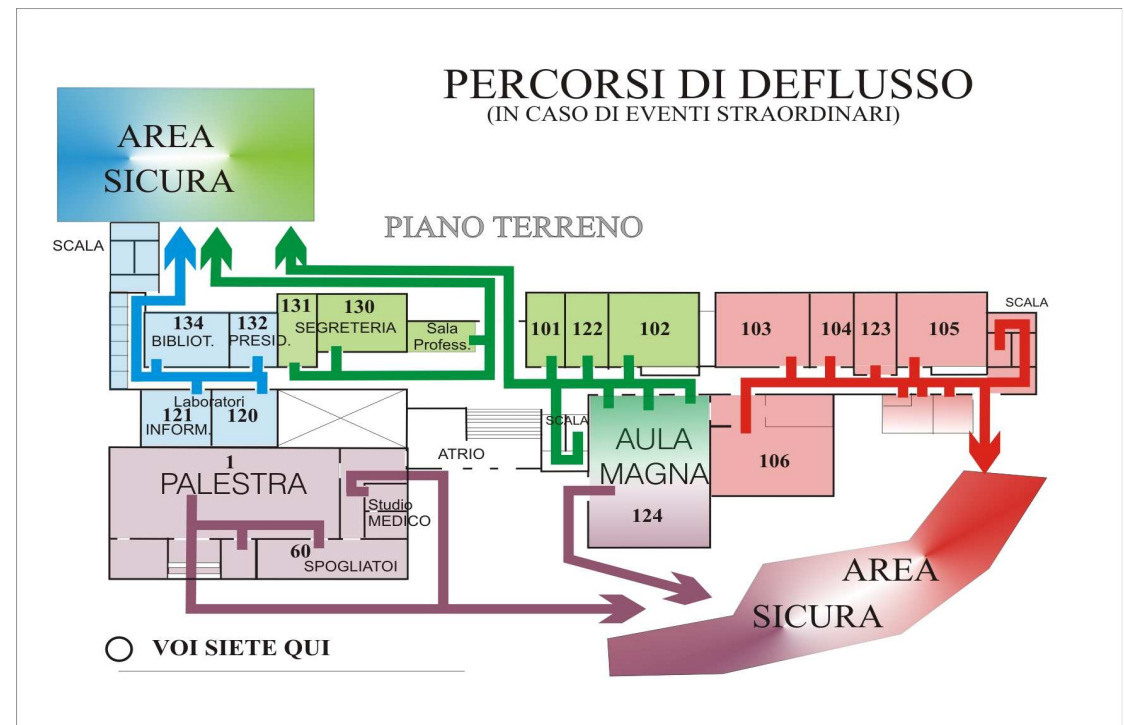 PERCORSI DI DEFLUSSO
(IN CASO DI EVENTI STRAORDINARI)
AREA
SICURA
PIANO TERRENO
SCALA
134
BIBLIOT.
132
PRESID.
131
130
SEGRETERIA
Sala
Profess.
101
122
102
103
104
123
105
SCALA
Laboratori
121
INFORM.
120
ATRIO
SCALA
AULA
MAGNA
124
106
1
PALESTRA
Studio
MEDICO
60
SPOGLIATOI
AREA
SICURA
VOI SIETE QUI